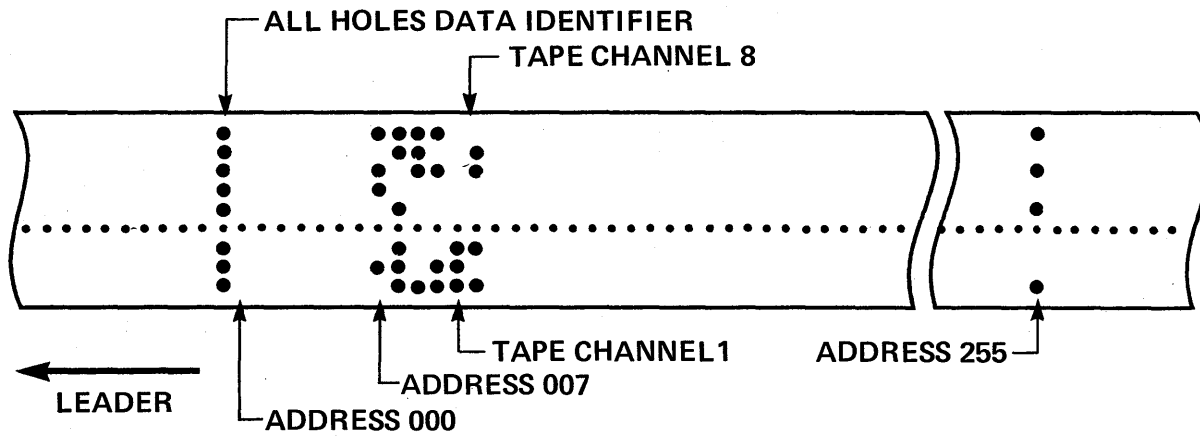 ALL HOLES DATA IDENTIFIER
TAPE CHANNEL 8
TAPE CHANNEL 1
ADDRESS 255
ADDRESS 007
LEADER
ADDRESS 000